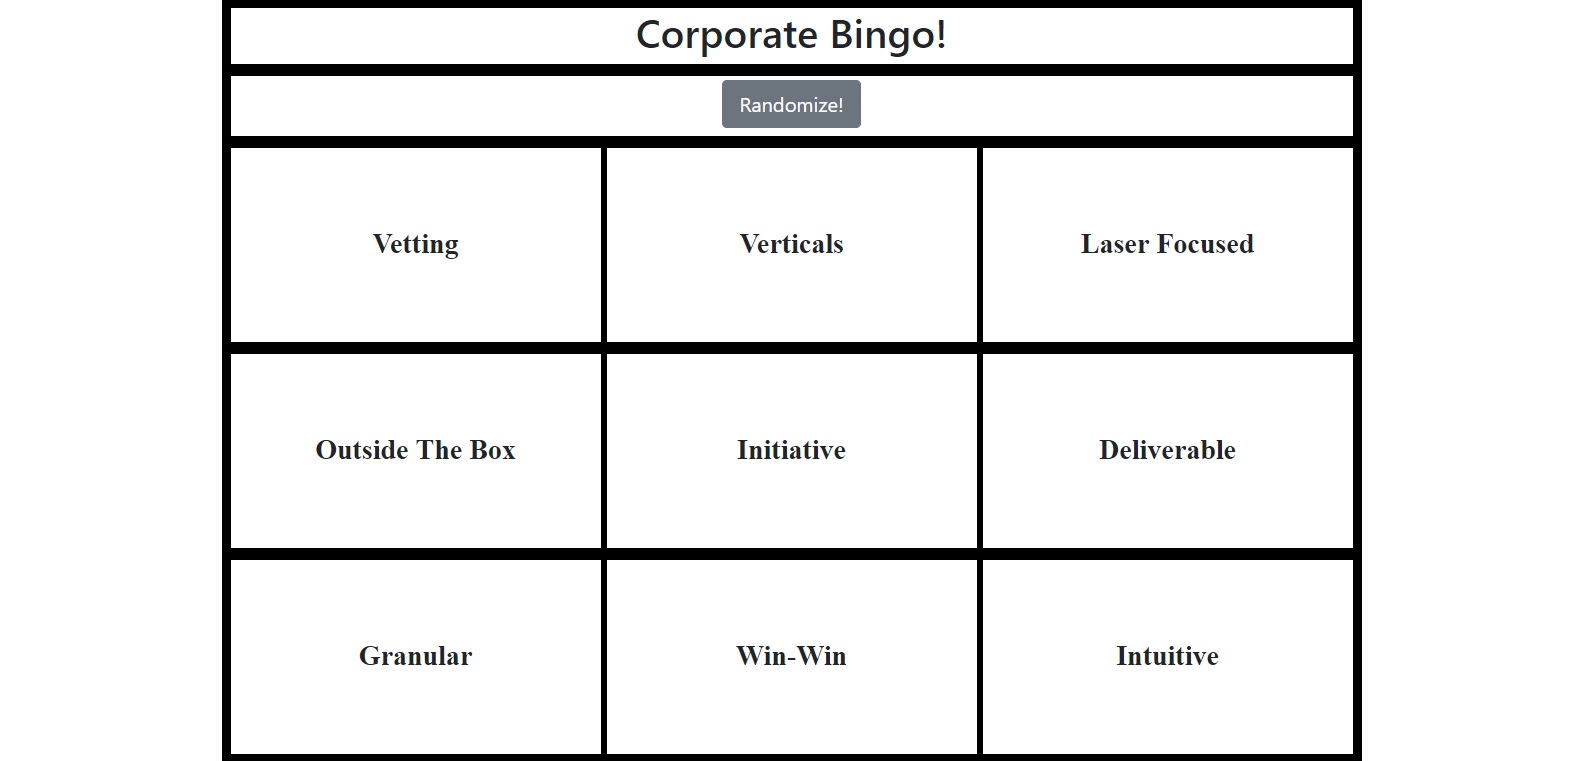 Corporate Bingo!
Randomize!
Vetting
Verticals
Laser Focused
Outside The Box
Initiative
Deliverable
Granular
Win-Win
Intuitive